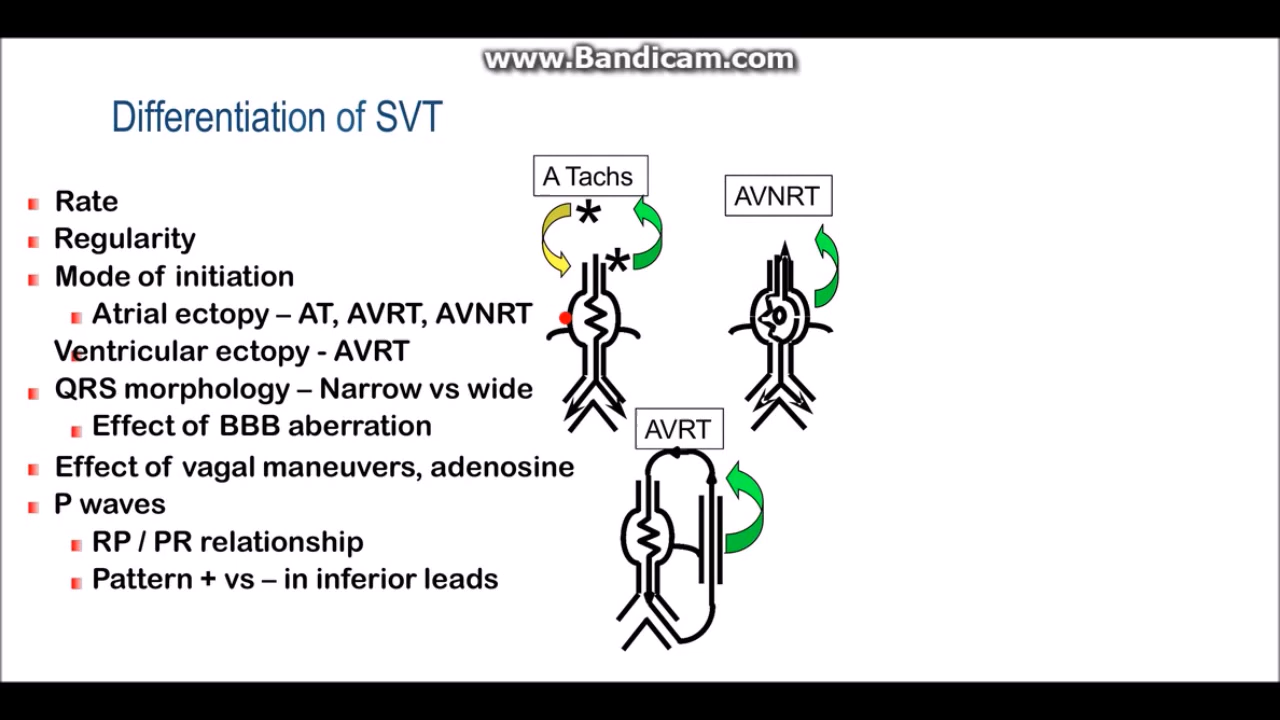 www.Bandicam.com
Differentiation of SVT
Rate
Regularity
Mode of initiation
Atrial ectopy – AT, AVRT, AVNRT
Ventricular ectopy - AVRT
QRS morphology – Narrow vs wide
Effect of BBB aberration
Effect of vagal maneuvers, adenosine
P waves
RP / PR relationship
Pattern + vs – in inferior leads
A Tachs
*
*
AVNRT
AVRT